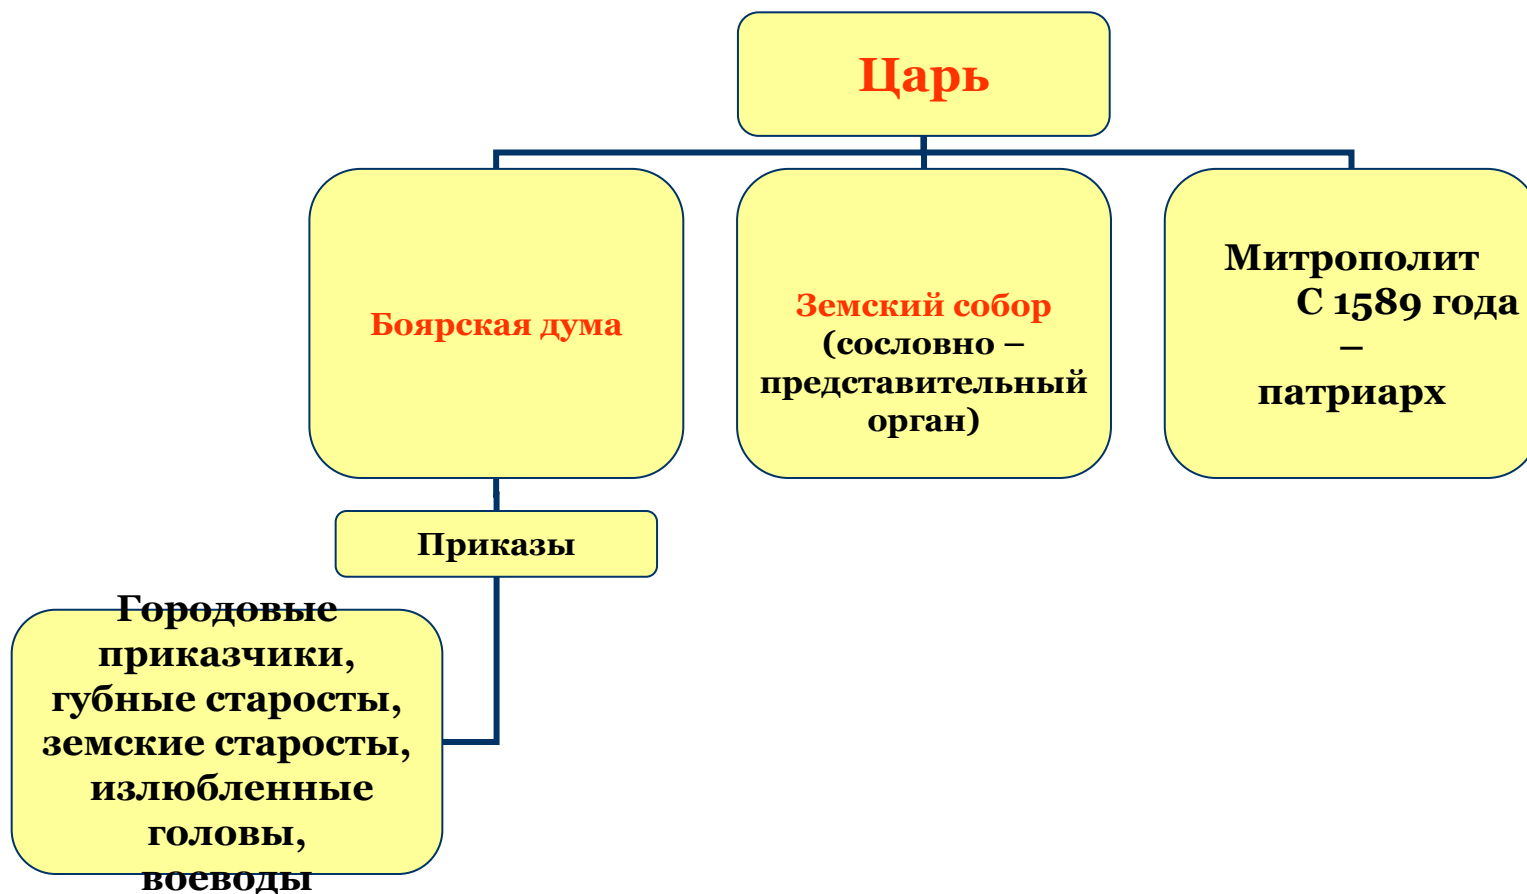 Царь
Боярская дума
Земский собор
(сословно –
представительный
орган)
Митрополит
С 1589 года
–
патриарх
Приказы
Городовые
приказчики,
губные старосты,
земские старосты,
излюбленные
головы,
воеводы